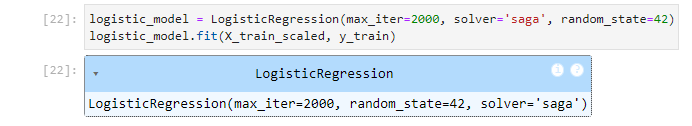 [22]: logistic_model = LogisticRegression(max_iter=2000, solver='saga', random_state=42)
logistic_model.fit(X_train_scaled, y_train)
[22]: LogisticRegression i ?
LogisticRegression(max_iter=2000, random_state=42, solver='saga')